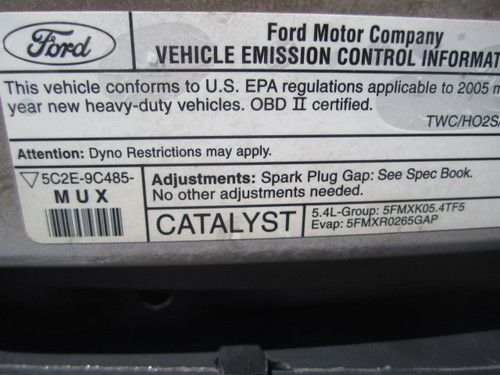 Ford
Ford Motor Company
VEHICLE EMISSION CONTROL INFORMAT
This vehicle conforms to U.S. EPA regulations applicable to 2005 m
year new heavy-duty vehicles. OBD II certified.
TWC/HO2S/
Attention: Dyno Restrictions may apply.
▽5C2E-9C485-
MUX
Adjustments: Spark Plug Gap: See Spec Book.
No other adjustments needed.
CATALYST
5.4L-Group: 5FMXK05.4TF5
Evap: 5FMXR0265GAP